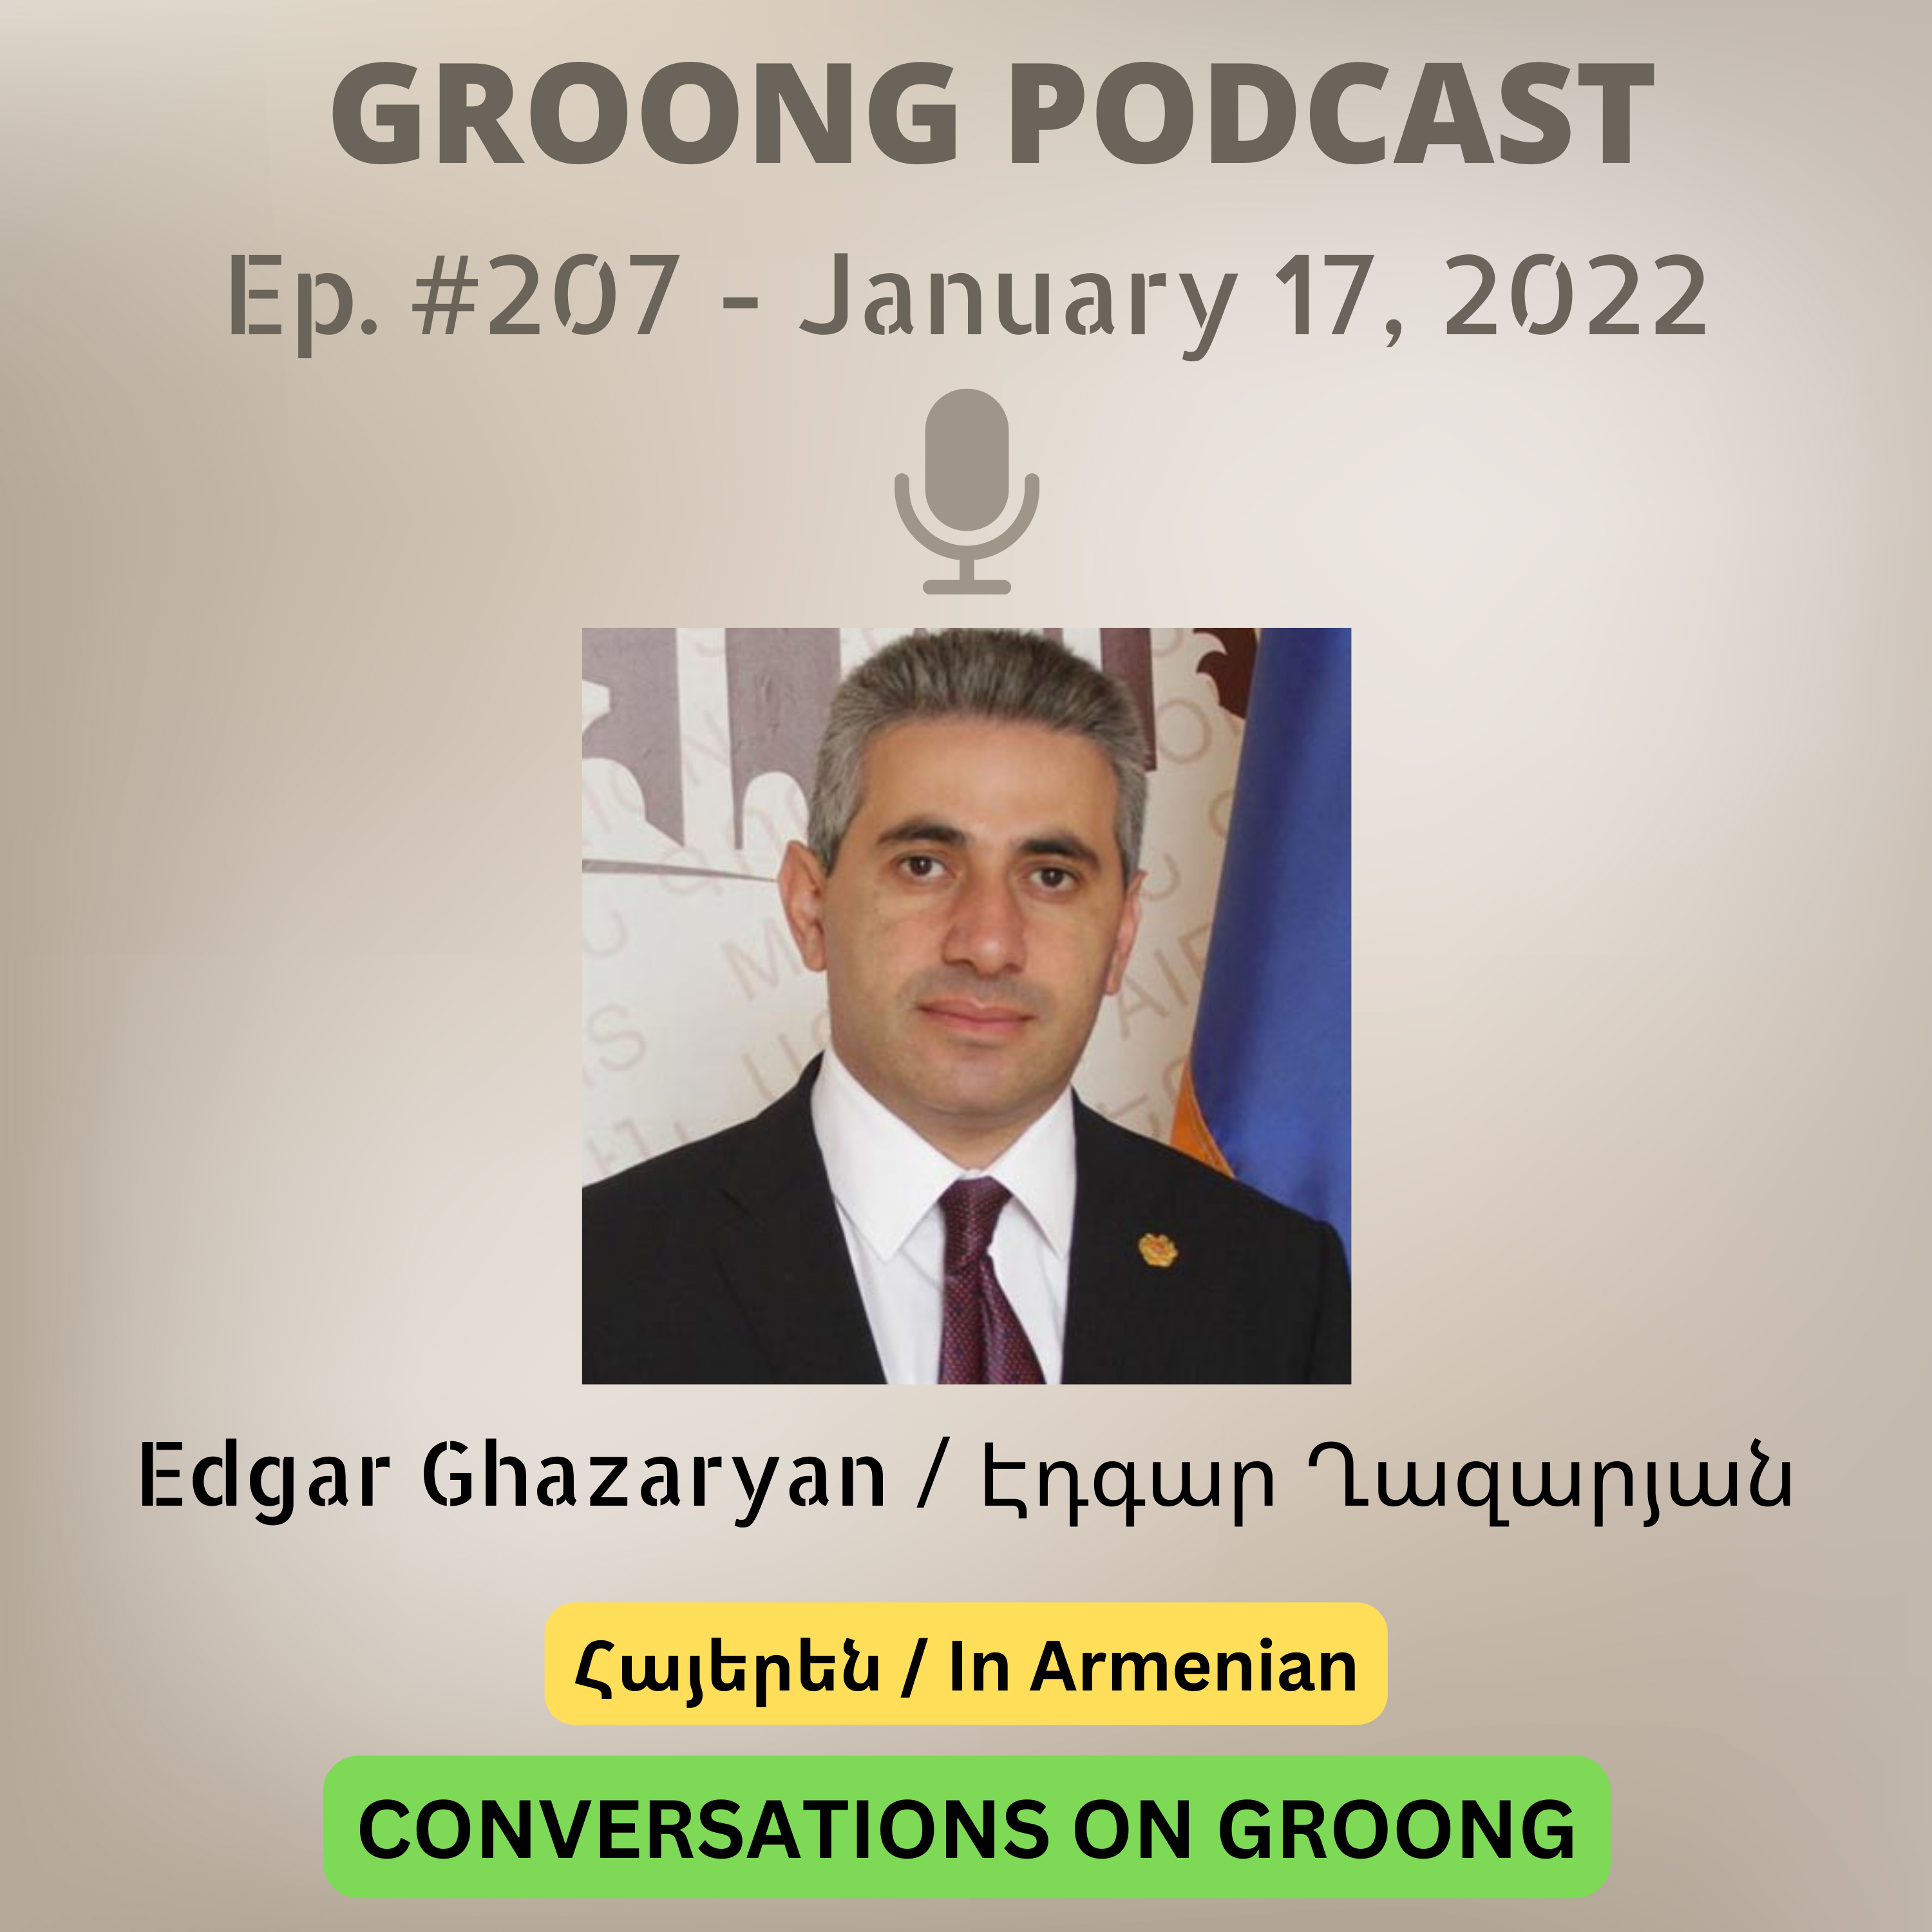 GROONG PODCAST
Ep. #207 - January 17, 2022
Edgar Ghazaryan / Էդգար Ղազարյան
Հայերեն / In Armenian
CONVERSATIONS ON GROONG